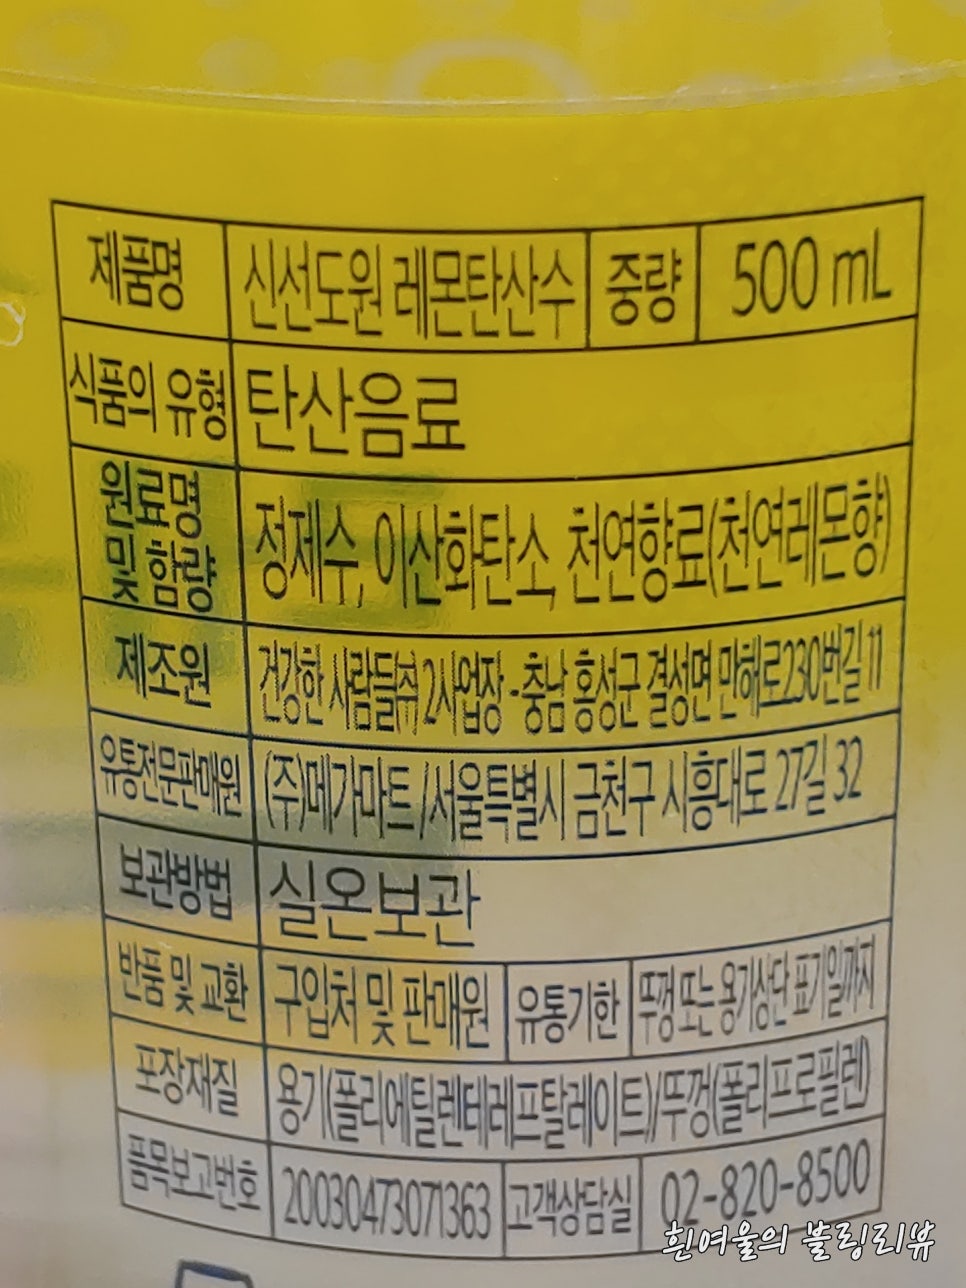 제품명 신선도원 레몬탄산수 중량 500 mL
식품의 유형 탄산음료
원료명
및 함량 정제수, 이산화탄소, 천연향료(천연레몬향)
제조원 건강한 사람들㈜ 2사업장 - 충남 홍성군 결성면 만해로230번길 11
유통전문판매원 (주)메가마트 / 서울특별시 금천구 시흥대로 27길 32
보관방법 실온보관
반품 및 교환 구입처 및 판매원 유통기한 뚜껑 또는 용기상단 표기일까지
포장재질 용기(폴리에틸렌테레프탈레이트)/뚜껑(폴리프로필렌)
품목보고번호 20030473071363 고객상담실 02-820-8500
흰여울의 블링리뷰